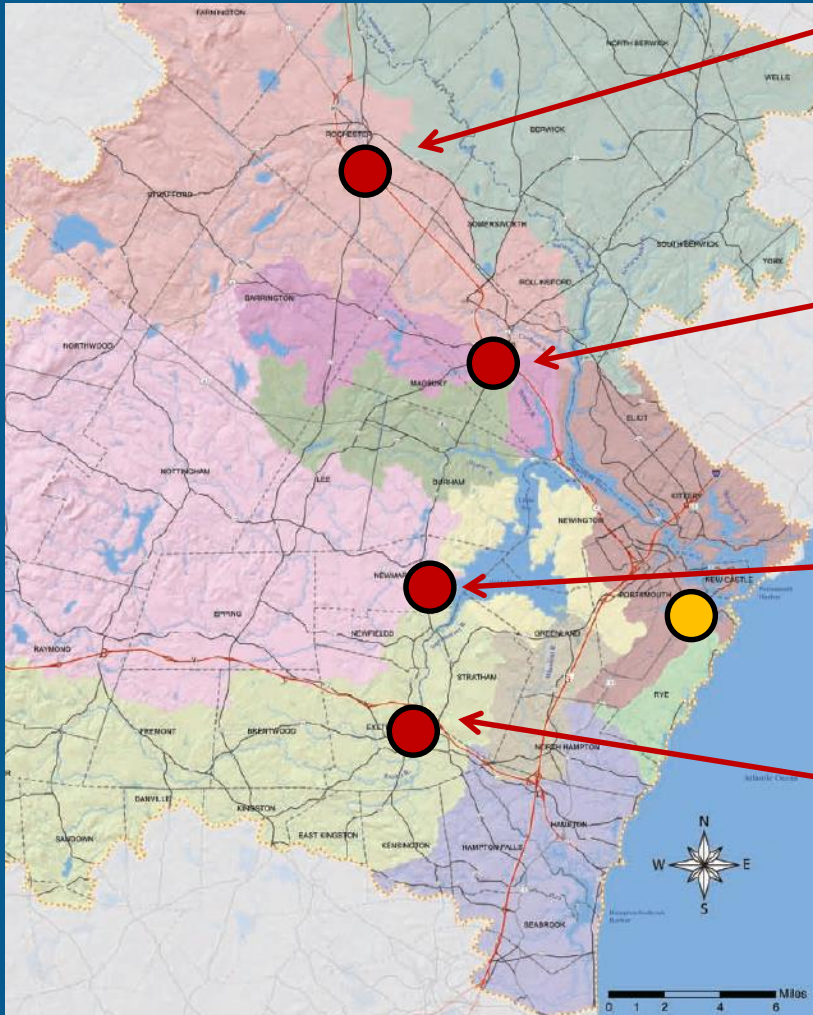 FARMINGTON
NORTH BERWICK
WELLS
BERWICK
ROCHESTER
STRAFFORD
SOMERSWORTH
SOUTH BERWICK
YORK
ROLLINSFORD
BARRINGTON
NORTHWOOD
MADBURY
ELIOT
NOTTINGHAM
LEE
DURHAM
KITTERY
NEWINGTON
NEW CASTLE
PORTSMOUTH
EPPING
NEWFIELDS
GREENLAND
RAYMOND
STRATHAM
RYE
FREMONT
BRENTWOOD
NORTH HAMPTON
Atlantic Ocean
DANVILLE
KINGSTON
HAMPTON
SANDOWN
EAST KINGSTON
KENSINGTON
HAMPTON FALLS
N
W E
S
SEABROOK
Miles
0 1 2 4 6